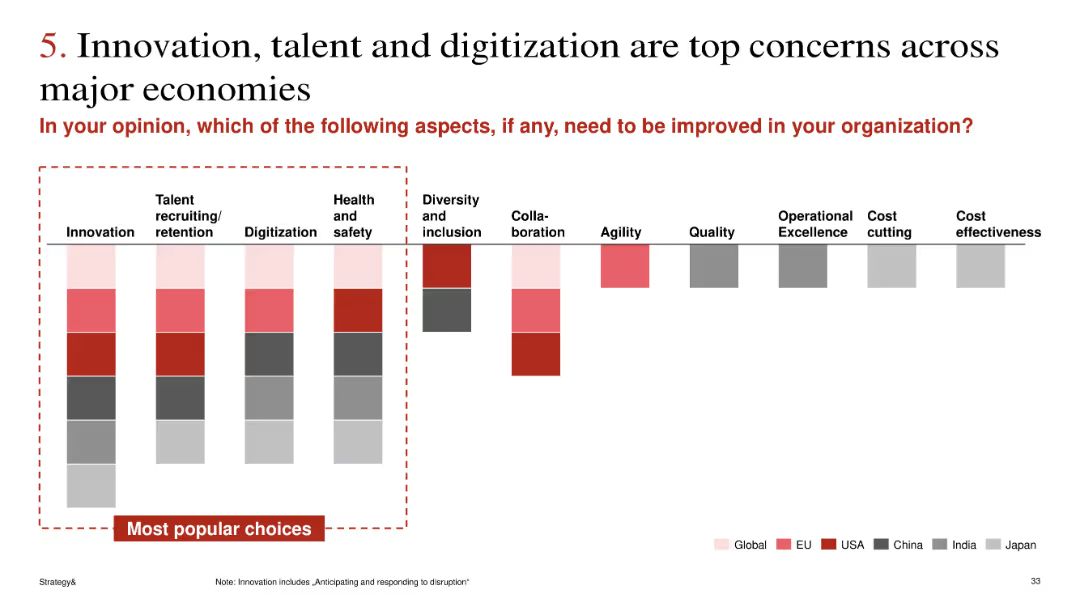 5. Innovation, talent and digitization are top concerns across
major economies
In your opinion, which of the following aspects, if any, need to be improved in your organization?
Innovation
Talent
recruiting/
retention
Digitization
Health
and
safety
Diversity
and
inclusion
Colla-
boration
Agility
Quality
Operational
Excellence
Cost
cutting
Cost
effectiveness
Most popular choices
Global
EU
USA
China
India
Japan
Strategy&
Note: Innovation includes „Anticipating and responding to disruption“
33